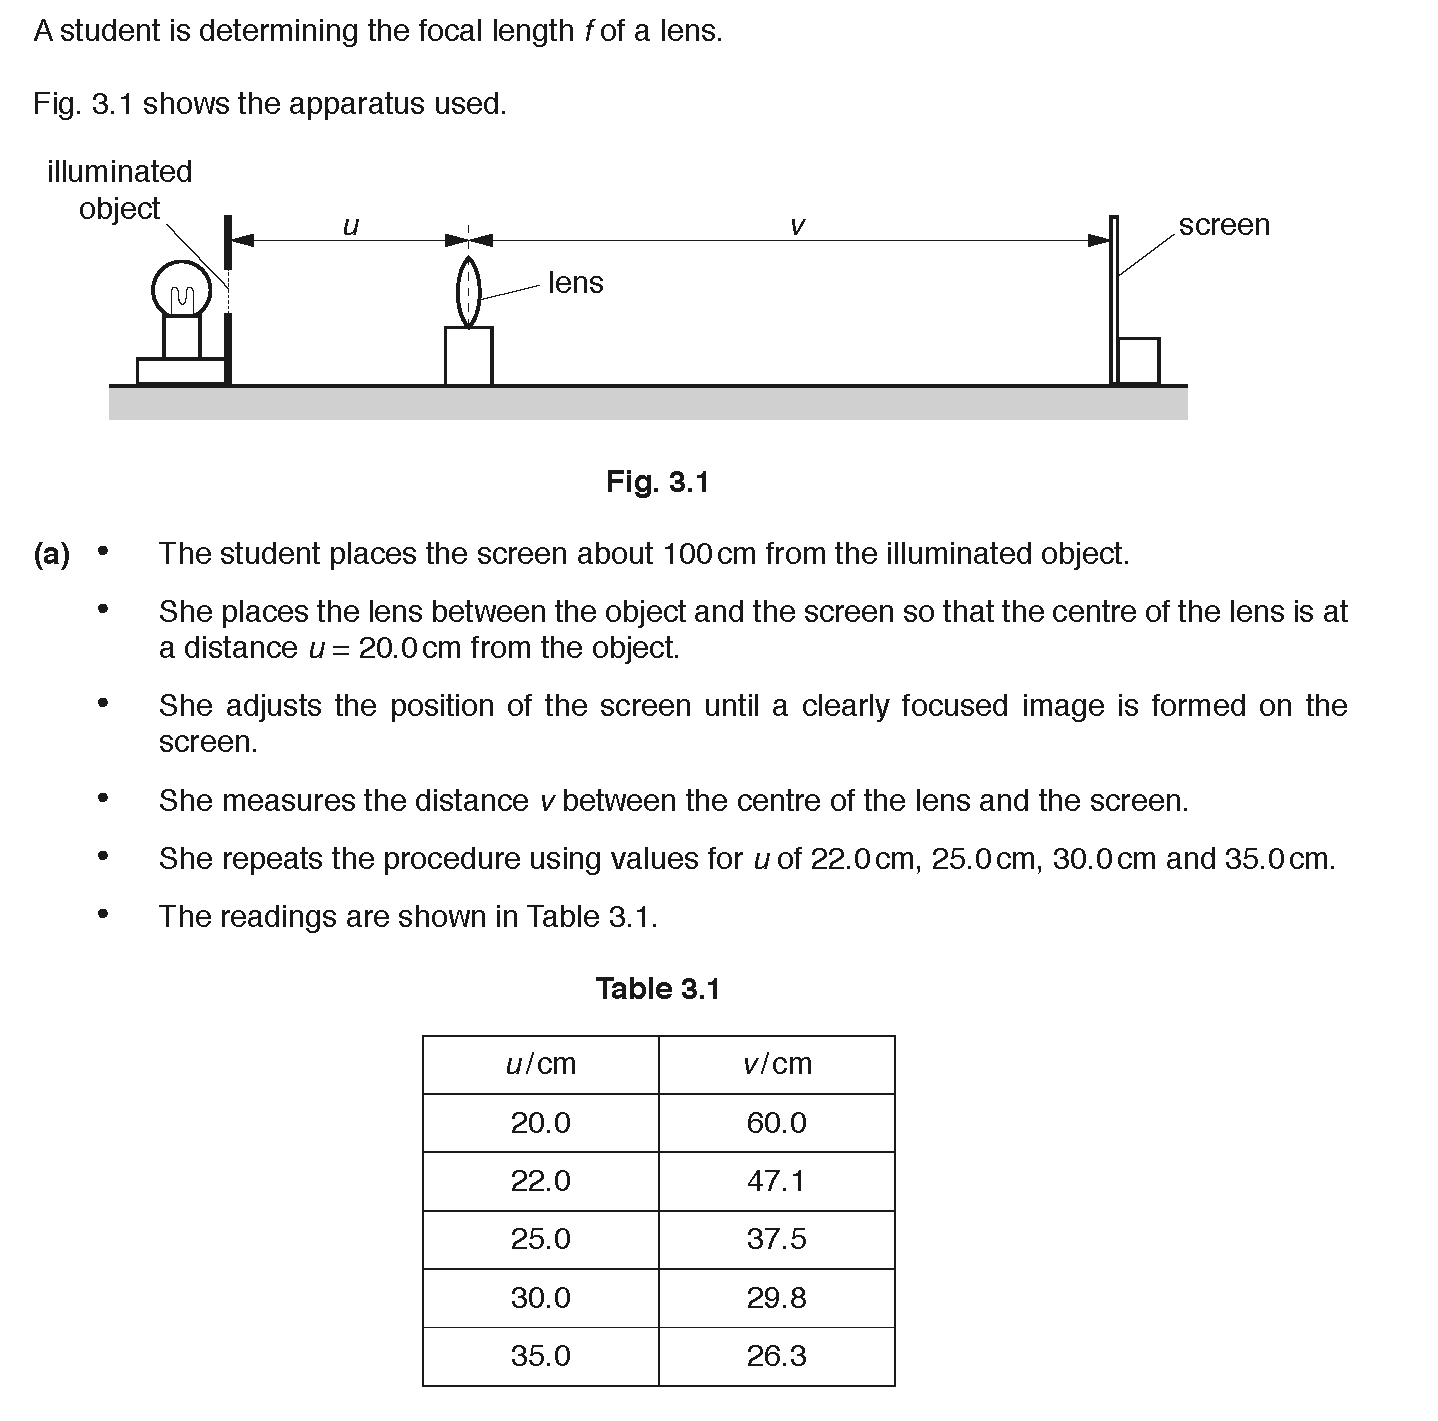 A student is determining the focal length f of a lens.
Fig. 3.1 shows the apparatus used.
illuminated
object
u
v
screen
lens
Fig. 3.1
(a) • The student places the screen about 100 cm from the illuminated object.
• She places the lens between the object and the screen so that the centre of the lens is at
a distance u = 20.0 cm from the object.
• She adjusts the position of the screen until a clearly focused image is formed on the
screen.
• She measures the distance v between the centre of the lens and the screen.
• She repeats the procedure using values for u of 22.0 cm, 25.0 cm, 30.0 cm and 35.0 cm.
• The readings are shown in Table 3.1.
Table 3.1
u/cm v/cm
20.0 60.0
22.0 47.1
25.0 37.5
30.0 29.8
35.0 26.3